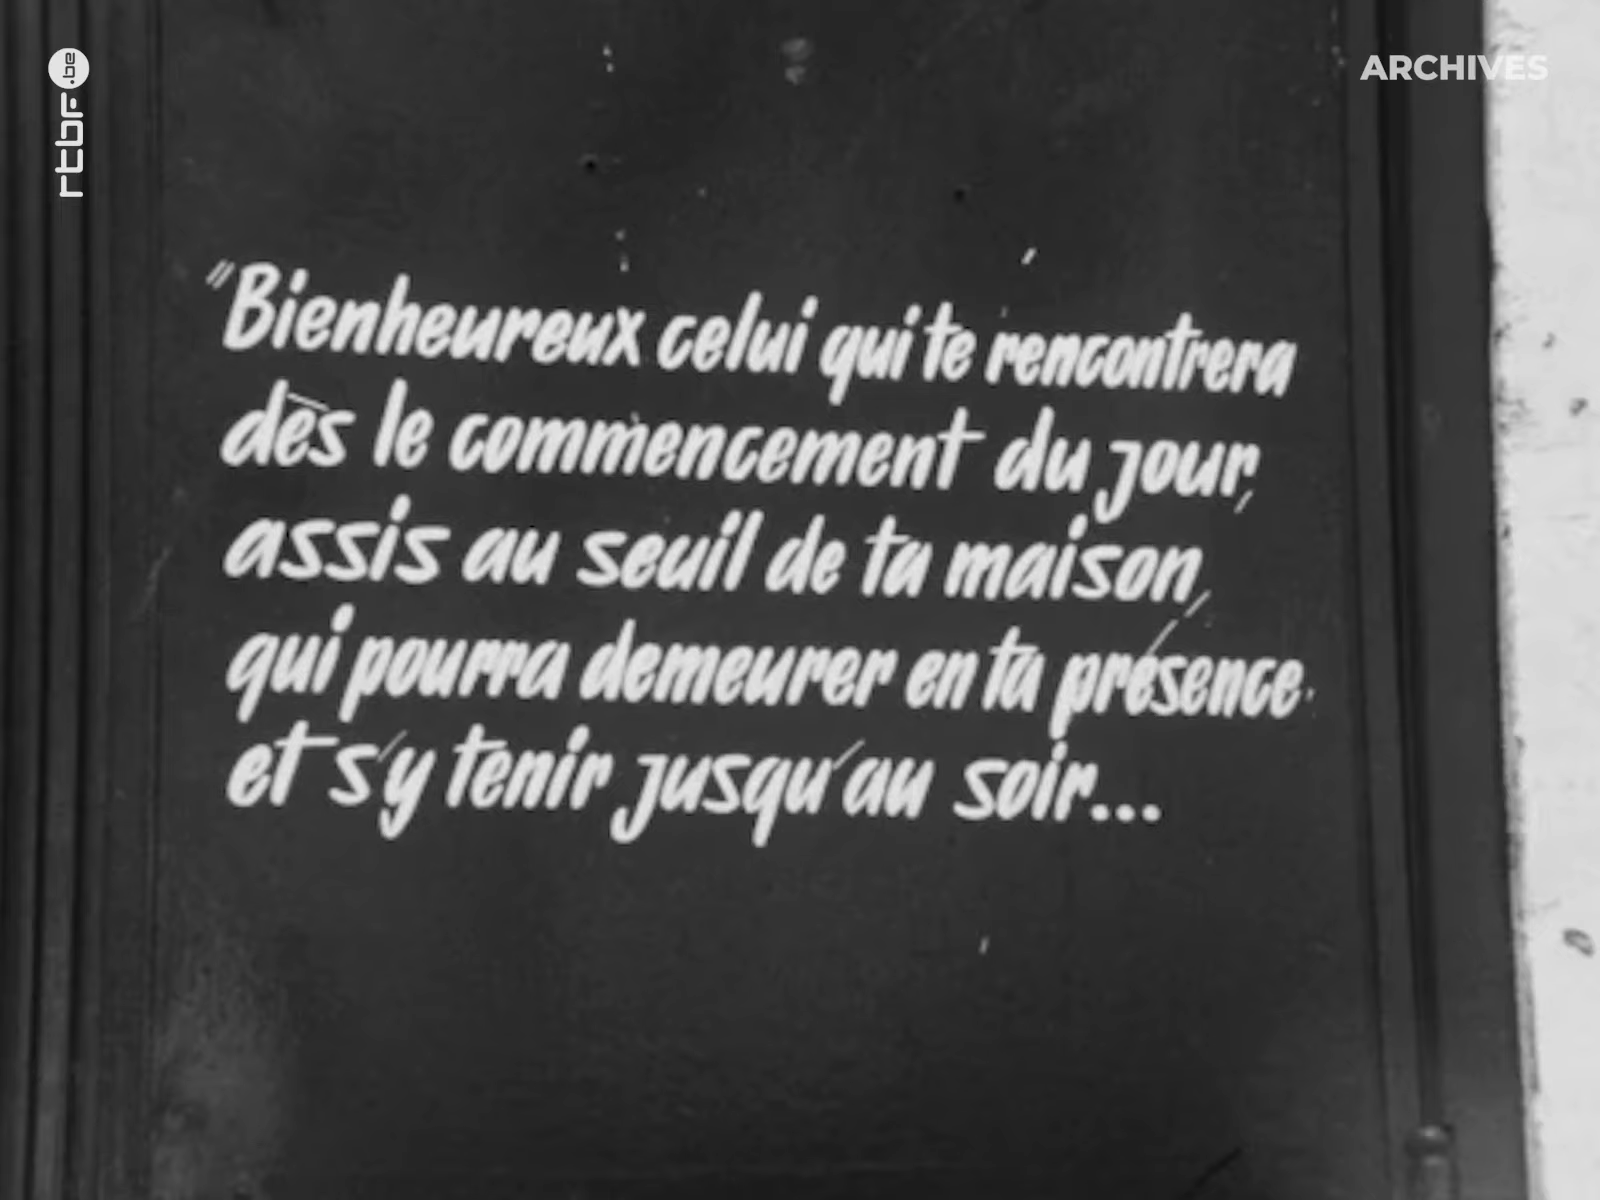 rtbf.be
ARCHIVES
"Bienheureux celui qui te rencontrera
dès le commencement du jour,
assis au seuil de ta maison,
qui pourra demeurer en ta présence
et s'y tenir jusqu'au soir...